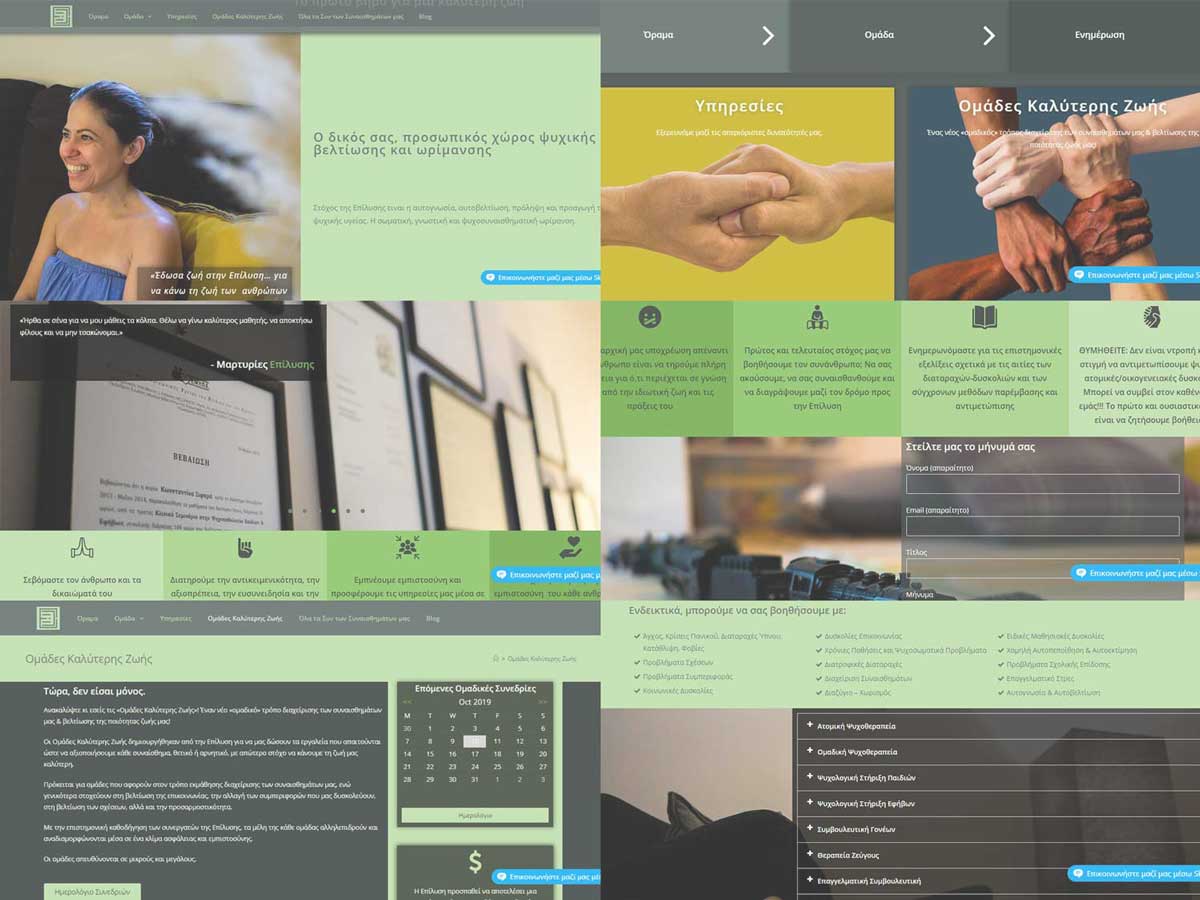 Το πρώτο βήμα για μια καλύτερη ζωή
Όραμα Ομάδα Υπηρεσίες Ομάδες Καλύτερης Ζωής Όλα τα Συν των Συναισθημάτων μας Blog
Ο δικός σας, προσωπικός χώρος ψυχικής
βελτίωσης και ωρίμανσης
Στόχος της Επίλυσης ειναι η αυτογνωσία, αυτοβελτίωση, πρόληψη και προαγωγή τ
ψυχικής υγείας. Η σωματική, γνωστική και ψυχοσυναισθηματική ωρίμανση.
«Έδωσα ζωή στην Επίλυση... για
να κάνω τη ζωή των ανθρώπων
Επικοινωνήστε μαζί μας μέσω Sk
«Ήρθα σε σένα για να μου μάθεις τα κόλπα. Θέλω να γίνω καλύτερος μαθητής, να αποκτήσω
φίλους και να μην τσακώνομαι.»
- Μαρτυρίες Επίλυσης
ΒΕΒΑΙΩΣΗ
Σεβόμαστε τον άνθρωπο και τα
δικαιώματά του
Διατηρούμε την αντικειμενικότητα, την
αξιοπρέπεια, την ευσυνειδησία και την
Εμπνέουμε εμπιστοσύνη και
προσφέρουμε τις υπηρεσίες μας μέσα σε
εμπιστοσύνη του κάθε ανθρ
Επικοινωνήστε μαζί μας μ
Όραμα Ομάδα Υπηρεσίες Ομάδες Καλύτερης Ζωής Όλα τα Συν των Συναισθημάτων μας Blog
Ομάδες Καλύτερης Ζωής
> Ομάδες Καλύτερης Ζωής
Τώρα, δεν είσαι μόνος.
Ανακαλύψτε κι εσείς τις «Ομάδες Καλύτερης Ζωής»! Έναν νέο «ομαδικό» τρόπο διαχείρισης των συναισθημάτων
μας & βελτίωσης της ποιότητας ζωής μας!
Οι Ομάδες Καλύτερης Ζωής δημιουργήθηκαν από την Επίλυση για να μας δώσουν τα εργαλεία που απαιτούνται
ώστε να αξιοποιήσουμε κάθε συναίσθημα, θετικό ή αρνητικό, με απώτερο στόχο να κάνουμε τη ζωή μας
καλύτερη.
Πρόκειται για ομάδες που αφορούν στον τρόπο εκμάθησης διαχείρισης των συναισθημάτων μας, ενώ
γενικότερα στοχεύουν στη βελτίωση της επικοινωνίας, την αλλαγή των συμπεριφορών που μας δυσκολεύουν,
στη βελτίωση των σχέσεων, αλλά και την προσαρμοστικότητα.
Με την επιστημονική καθοδήγηση των συνεργατών της Επίλυσης, τα μέλη της κάθε ομάδας αλληλεπιδρούν και
αναδιαμορφώνονται μέσα σε ένα κλίμα ασφάλειας και εμπιστοσύνης.
Οι ομάδες απευθύνονται σε μικρούς και μεγάλους.
Ημερολόγιο Συνεδριών
Επόμενες Ομαδικές Συνεδρίες
<< Oct 2019 >>
M T W T F S S
30 1 2 3 4 5 6
7 8 9 11 12 13
14 15 16 17 18 19 20
21 22 23 24 25 26 27
28 29 30 31 1 2 3
Ημερολόγιο
Επικοινωνήστε μαζί μας μέ
Η Επίλυση προσπαθεί να αποτελέσει μια
Όραμα
Ομάδα
Ενημέρωση
Υπηρεσίες
Εξερευνάμε μαζί τις απεριόριστες δυνατότητές μας.
Ομάδες Καλύτερης Ζωής
Ένας νέος «ομαδικός» τρόπος διαχείρισης των συναισθημάτων μας & βελτίωσης της
ποιότητας ζωής μας!
Επικοινωνήστε μαζί μας μέσω S
αρχική μας υποχρέωση απέναντι
νθρωπο είναι να τηρούμε πλήρη
εια για ό,τι περιέχεται σε γνώση
από την ιδιωτική ζωή και τις
πράξεις του
Πρώτος και τελευταίος στόχος μας να
βοηθήσουμε τον συνάνθρωπο; Να σας
ακούσουμε, να σας συναισθανθούμε και
να διαγράψουμε μαζί τον δρόμο προς
την Επίλυση
Ενημερωνόμαστε για τις επιστημονικές
εξελίξεις σχετικά με τις αιτίες των
διαταραχών-δυσκολιών και των
σύγχρονων μεθόδων παρέμβασης και
αντιμετώπισης
ΘΥΜΗΘΕΙΤΕ: Δεν είναι ντροπή κ
στιγμή να αντιμετωπίσουμε ψυ
ατομικές/οικογενειακές δυσκο
Μπορεί να συμβεί στον καθέν
εμάς!!! Το πρώτο και ουσιαστικ
είναι να ζητήσουμε βοήθει
Στείλτε μας το μήνυμά σας
Όνομα (απαραίτητο)
Email (απαραίτητο)
Τίτλος
Επικοινωνήστε μαζί μας μέσω
Μήνυμα
Ενδεικτικά, μπορούμε να σας βοηθήσουμε με:
Άγχος, Κρίσεις Πανικού, Διαταραχές Ύπνου,
Κατάθλιψη, Φοβίες
Προβλήματα Σχέσεων
Προβλήματα Συμπεριφοράς
Κοινωνικές Δυσκολίες
Δυσκολίες Επικοινωνίας
Χρόνιες Παθήσεις και Ψυχοσωματικά Προβλήματα
Διατροφικές Διαταραχές
Διαχείριση Συναισθημάτων
Διαζύγιο – Χωρισμός
Ειδικές Μαθησιακές Δυσκολίες
Χαμηλή Αυτοπεποίθηση & Αυτοεκτίμηση
Προβλήματα Σχολικής Επίδοσης
Επαγγελματικό Στρες
Αυτογνωσία & Αυτοβελτίωση
+ Ατομική Ψυχοθεραπεία
+ Ομαδική Ψυχοθεραπεία
+ Ψυχολογική Στήριξη Παιδιών
+ Ψυχολογική Στήριξη Εφήβων
+ Συμβουλευτική Γονέων
+ Θεραπεία Ζεύγους
+ Επαγγελματική Συμβουλευτική
Επικοινωνήστε μαζί μας μέσω S